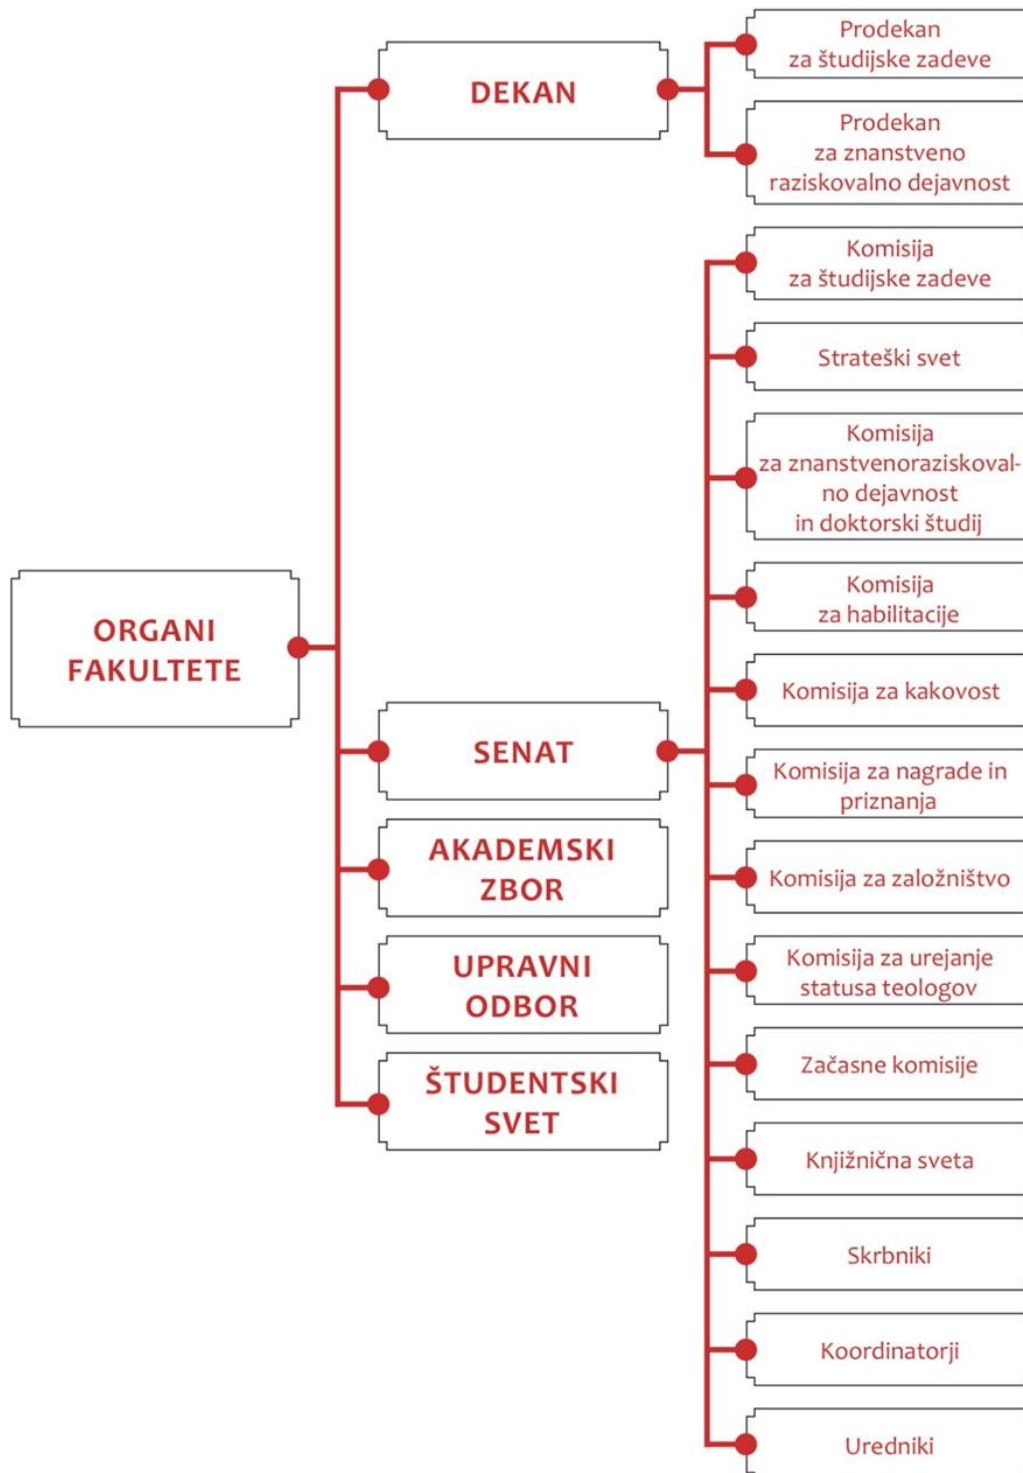 ORGANI
FAKULTETE
DEKAN
Prodekan
za študijske zadeve
Prodekan
za znanstveno
raziskovalno dejavnost
SENAT
Komisija
za študijske zadeve
Strateški svet
Komisija
za znanstvenoraziskoval-
no dejavnost
in doktorski študij
Komisija
za habilitacije
Komisija za kakovost
Komisija za nagrade in
priznanja
Komisija za založništvo
Komisija za urejanje
statusa teologov
Začasne komisije
Knjižnična sveta
Skrbniki
Koordinatorji
Uredniki
AKADEMSKI
ZBOR
UPRAVNI
ODBOR
ŠTUDENTSKI
SVET